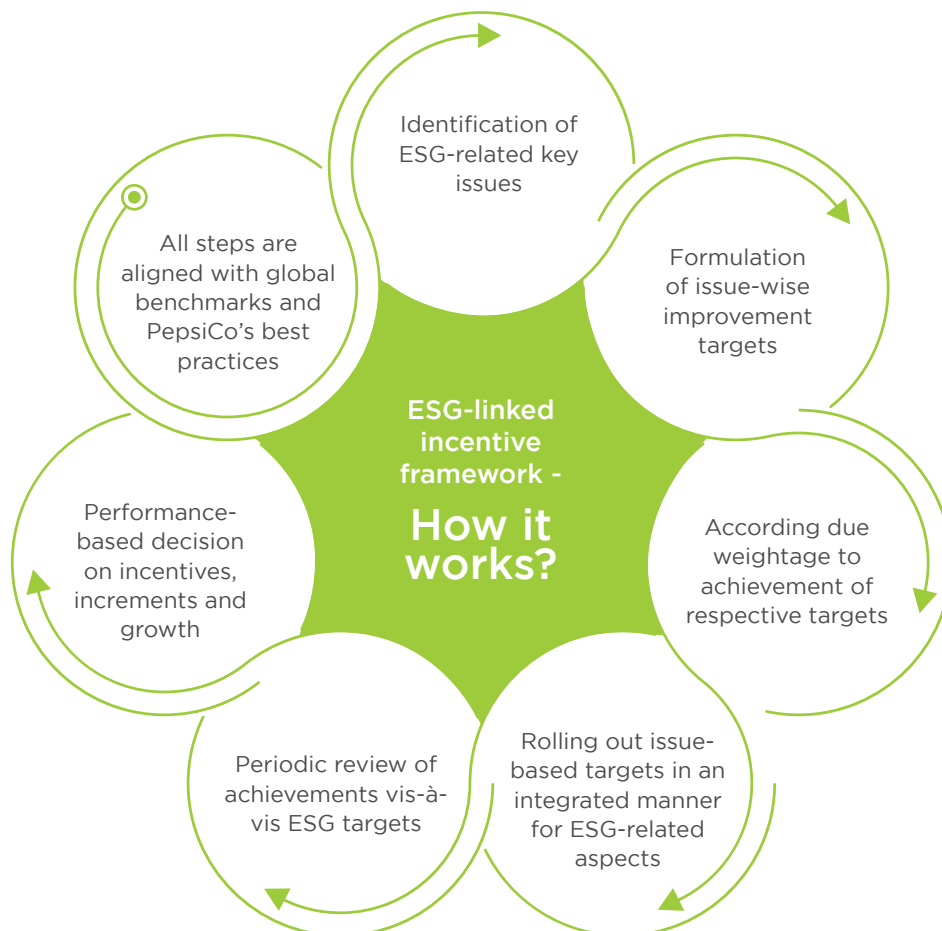 Identification of
ESG-related key
issues
Formulation
of issue-wise
improvement
targets
According due
weightage to
achievement of
respective targets
Rolling out issue-
based targets in an
integrated manner
for ESG-related
aspects
Periodic review of
achievements vis-à-
vis ESG targets
Performance-
based decision
on incentives,
increments and
growth
All steps are
aligned with global
benchmarks and
PepsiCo’s best
practices
ESG-linked
incentive
framework -
How it
works?